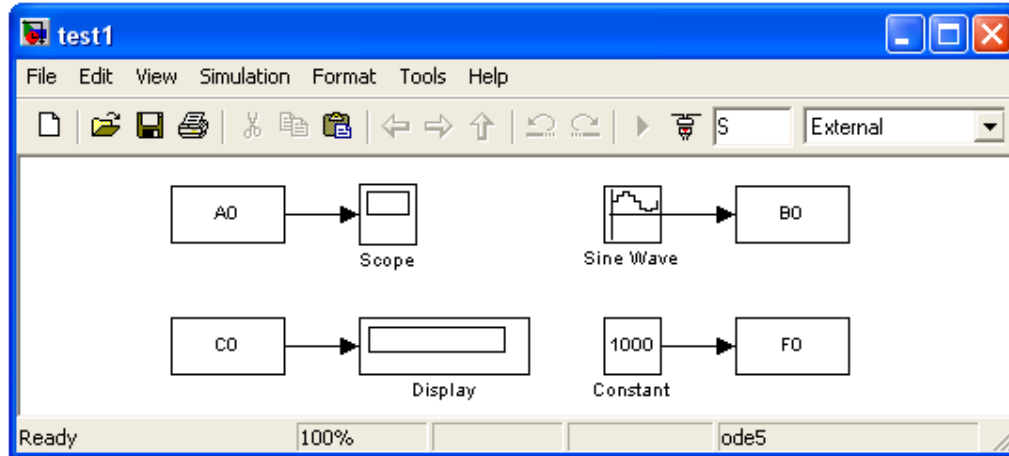 test1
File Edit View Simulation Format Tools Help
S External
A0 B0
Scope Sine Wave
C0 1000 F0
Display Constant
Ready 100% ode5